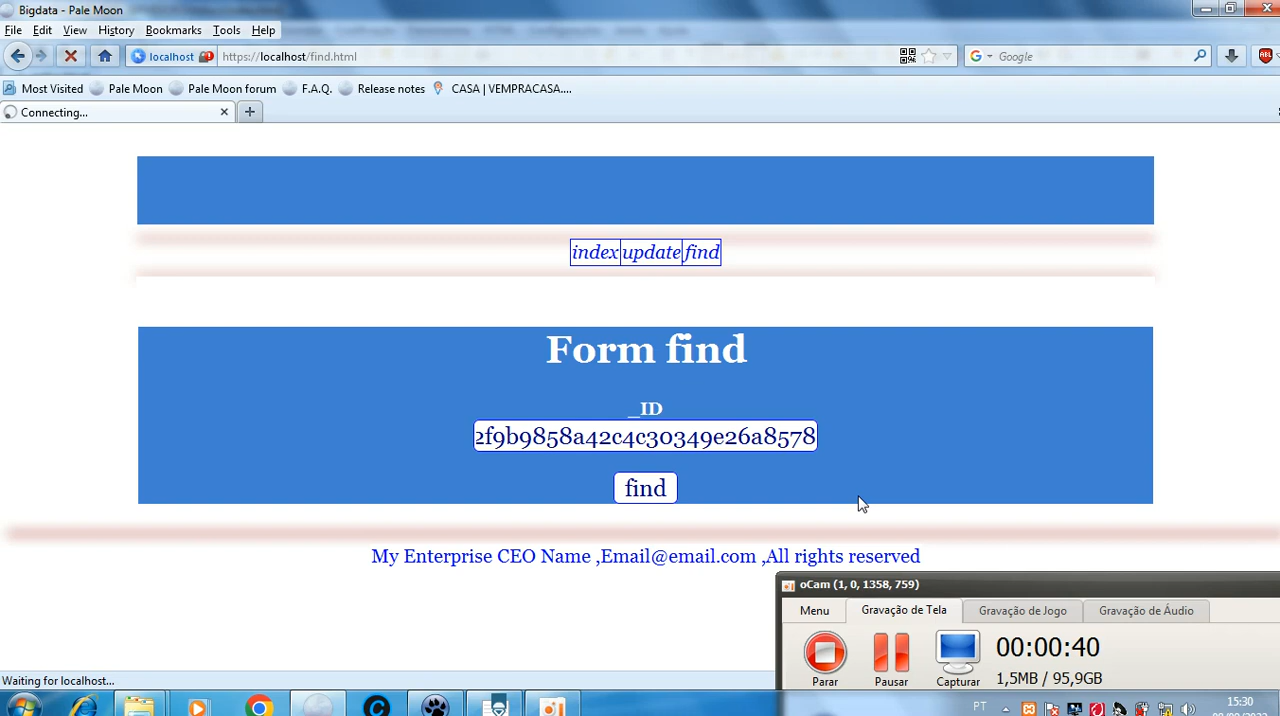 Bigdata - Pale Moon
File Edit View History Bookmarks Tools Help
localhost https://localhost/find.html Google ABL
Most Visited Pale Moon Pale Moon forum F.A.Q. Release notes CASA | VEMPRACASA....
Connecting...
index update find
Form find
_ID
2f9b9858a42c4c30349e26a8578
find
My Enterprise CEO Name ,Email@email.com ,All rights reserved
oCam (1, 0, 1358, 759)
Menu Gravação de Tela Gravação de Jogo Gravação de Áudio
00:00:40
Parar Pausar Capturar 1,5MB / 95,9GB
Waiting for localhost...
PT 15:30